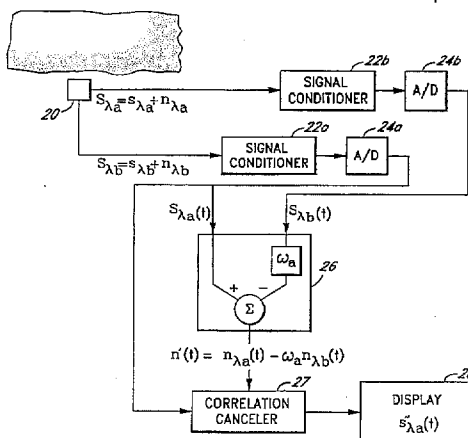 22b
24b
SIGNAL
CONDITIONER
A/D
20
S_λa=s_λa+n_λa
22a
24a
SIGNAL
CONDITIONER
A/D
S_λb=s_λb+n_λb
S_λa(t)
S_λb(t)
ω_a
26
+
−
Σ
n'(t) = n_λa(t) − ω_a n_λb(t)
27
CORRELATION
CANCELER
DISPLAY
s''_λa(t)